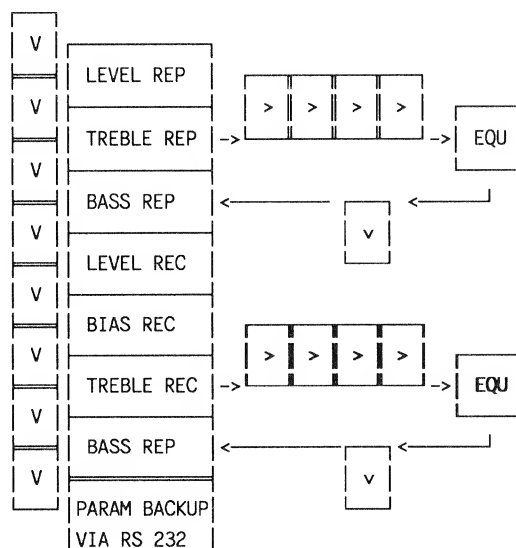 V
LEVEL REP
> > > >
V
TREBLE REP -> -> EQU
V
BASS REP < <
V
v
LEVEL REC
V
BIAS REC
> > > >
V
TREBLE REC -> -> EQU
V
BASS REP < <
V
v
PARAM BACKUP
VIA RS 232